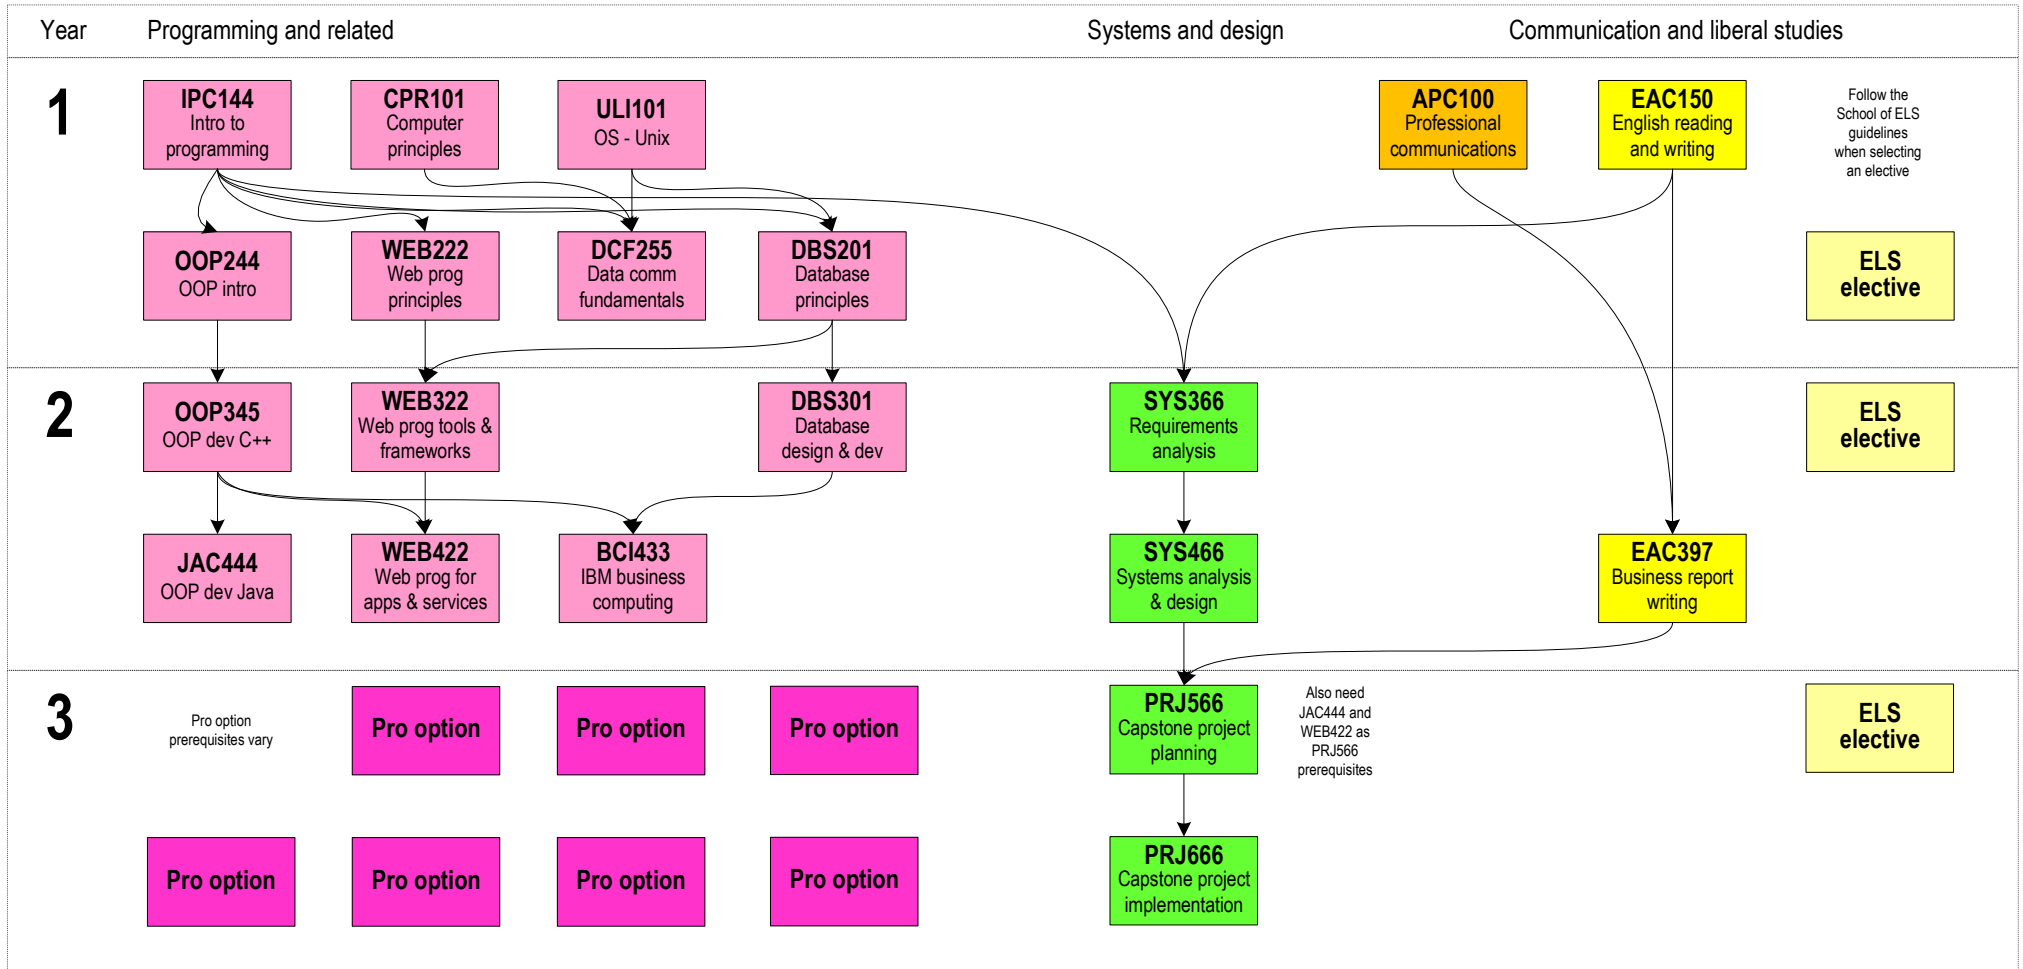 Year
Programming and related
Systems and design
Communication and liberal studies
1
IPC144
Intro to
programming
CPR101
Computer
principles
ULI101
OS - Unix
APC100
Professional
communications
EAC150
English reading
and writing
Follow the
School of ELS
guidelines
when selecting
an elective
OOP244
OOP intro
WEB222
Web prog
principles
DCF255
Data comm
fundamentals
DBS201
Database
principles
ELS
elective
2
OOP345
OOP dev C++
WEB322
Web prog tools &
frameworks
DBS301
Database
design & dev
SYS366
Requirements
analysis
ELS
elective
JAC444
OOP dev Java
WEB422
Web prog for
apps & services
BCI433
IBM business
computing
SYS466
Systems analysis
& design
EAC397
Business report
writing
3
Pro option
prerequisites vary
Pro option
Pro option
Pro option
PRJ566
Capstone project
planning
Also need
JAC444 and
WEB422 as
PRJ566
prerequisites
ELS
elective
Pro option
Pro option
Pro option
Pro option
PRJ666
Capstone project
implementation